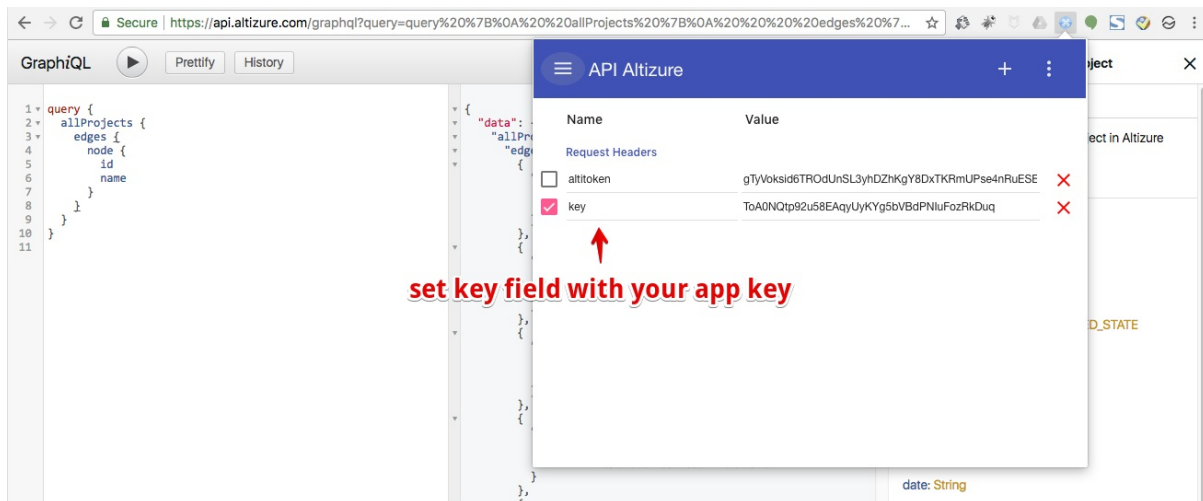 Secure | https://api.altizure.com/graphql?query=query%20%7B%0A%20%20allProjects%20%7B%0A%20%20%20%20edges%20%7...
GraphiQL
Prettify
History
API Altizure
ject
1 query {
2 allProjects {
3 edges {
4 node {
5 id
6 name
7 }
8 }
9 }
10 }
11
{
"data":
"allPr
"edge
{
},
{
},
{
},
{
}
},
Name Value
Request Headers
altitoken gTyVoksid6TROdUnSL3yhDZhKgY8DxTKRmUPse4nRuESE
key ToA0NQtp92u58EAqyUyKYg5bVBdPNIuFozRkDuq
set key field with your app key
ect in Altizure
D_STATE
date: String